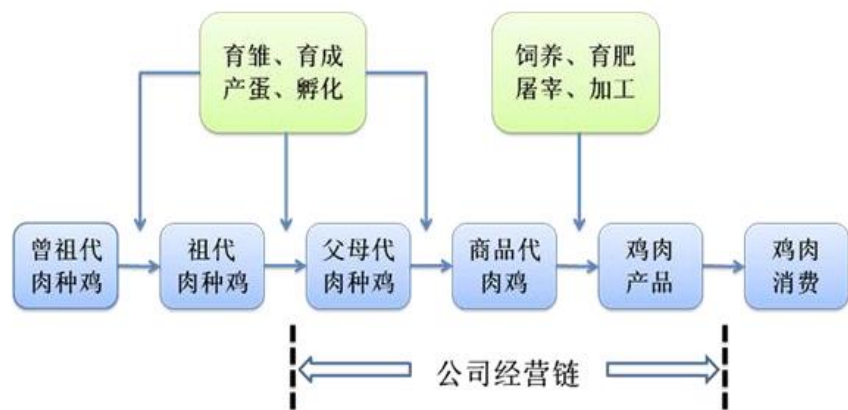 育雏、育成
产蛋、孵化
饲养、育肥
屠宰、加工
曾祖代
肉种鸡
祖代
肉种鸡
父母代
肉种鸡
商品代
肉鸡
鸡肉
产品
鸡肉
消费
公司经营链